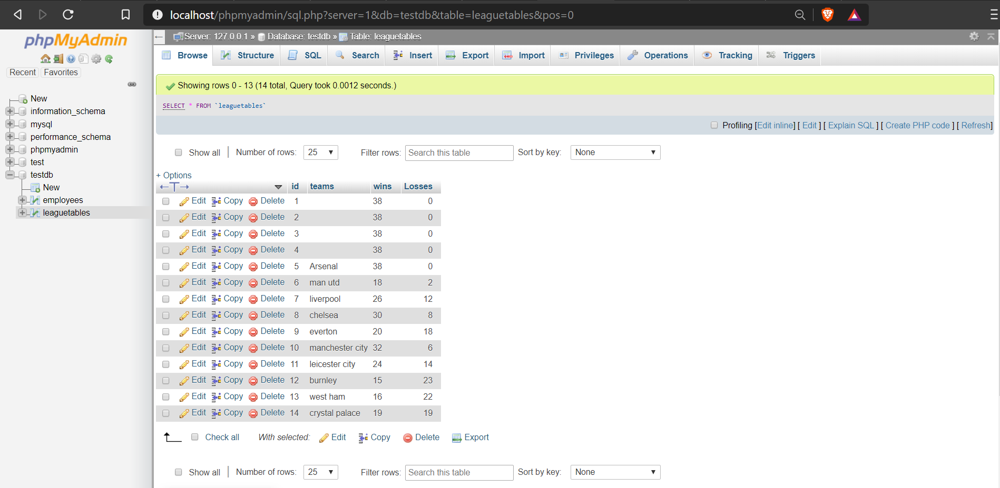 localhost/phpmyadmin/sql.php?server=1&db=testdb&table=leaguetables&pos=0
phpMyAdmin
Recent Favorites
New
information_schema
mysql
performance_schema
phpmyadmin
test
testdb
New
employees
leaguetables
Server: 127.0.0.1 » Database: testdb » Table: leaguetables
Browse Structure SQL Search Insert Export Import Privileges Operations Tracking Triggers
Showing rows 0 - 13 (14 total, Query took 0.0012 seconds.)
SELECT * FROM `leaguetables`
Profiling [Edit inline] [ Edit ] [ Explain SQL ] [ Create PHP code ] [ Refresh]
Show all Number of rows: 25 Filter rows: Search this table Sort by key: None
+ Options
←T→ id teams wins Losses
Edit Copy Delete 1 38 0
Edit Copy Delete 2 38 0
Edit Copy Delete 3 38 0
Edit Copy Delete 4 38 0
Edit Copy Delete 5 Arsenal 38 0
Edit Copy Delete 6 man utd 18 2
Edit Copy Delete 7 liverpool 26 12
Edit Copy Delete 8 chelsea 30 8
Edit Copy Delete 9 everton 20 18
Edit Copy Delete 10 manchester city 32 6
Edit Copy Delete 11 leicester city 24 14
Edit Copy Delete 12 burnley 15 23
Edit Copy Delete 13 west ham 16 22
Edit Copy Delete 14 crystal palace 19 19
Check all With selected: Edit Copy Delete Export
Show all Number of rows: 25 Filter rows: Search this table Sort by key: None